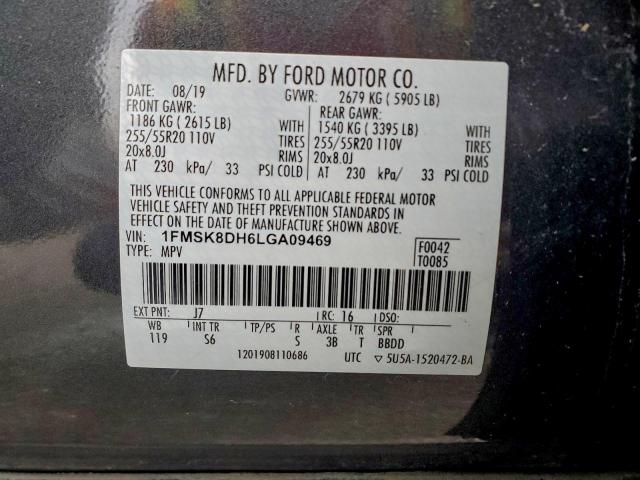 MFD. BY FORD MOTOR CO.
DATE: 08/19 GVWR: 2679 KG ( 5905 LB)
FRONT GAWR: REAR GAWR:
1186 KG ( 2615 LB) WITH 1540 KG ( 3395 LB) WITH
255/55R20 110V TIRES 255/55R20 110V TIRES
20x8.0J RIMS 20x8.0J RIMS
AT 230 kPa/ 33 PSI COLD AT 230 kPa/ 33 PSI COLD
THIS VEHICLE CONFORMS TO ALL APPLICABLE FEDERAL MOTOR
VEHICLE SAFETY AND THEFT PREVENTION STANDARDS IN
EFFECT ON THE DATE OF MANUFACTURE SHOWN ABOVE.
VIN: 1FMSK8DH6LGA09469 F0042
TYPE: MPV T0085
EXT PNT: J7 RC: 16 DSO:
WB INT TR TP/PS R AXLE TR SPR
119 S6 S 3B T BBDD
1201908110686 UTC ▽ 5U5A-1520472-BA